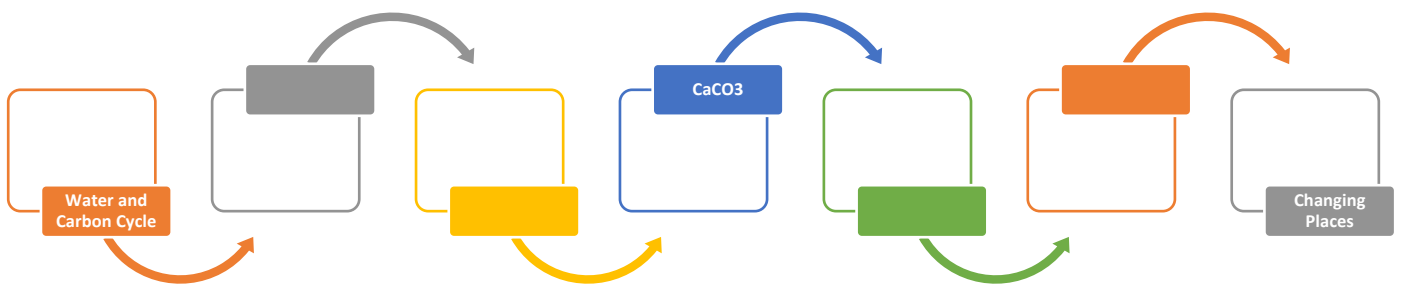 Water and
Carbon Cycle
CaCO3
Changing
Places